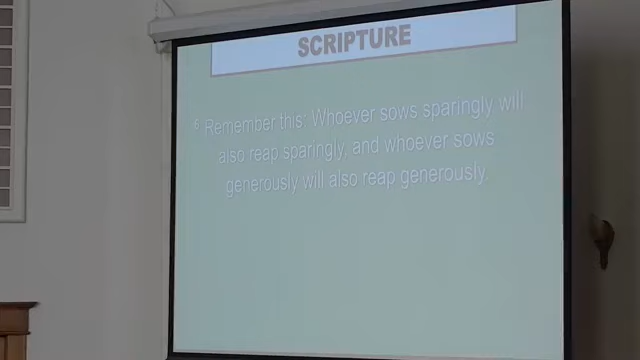 SCRIPTURE
6 Remember this: Whoever sows sparingly will
also reap sparingly, and whoever sows
generously will also reap generously.